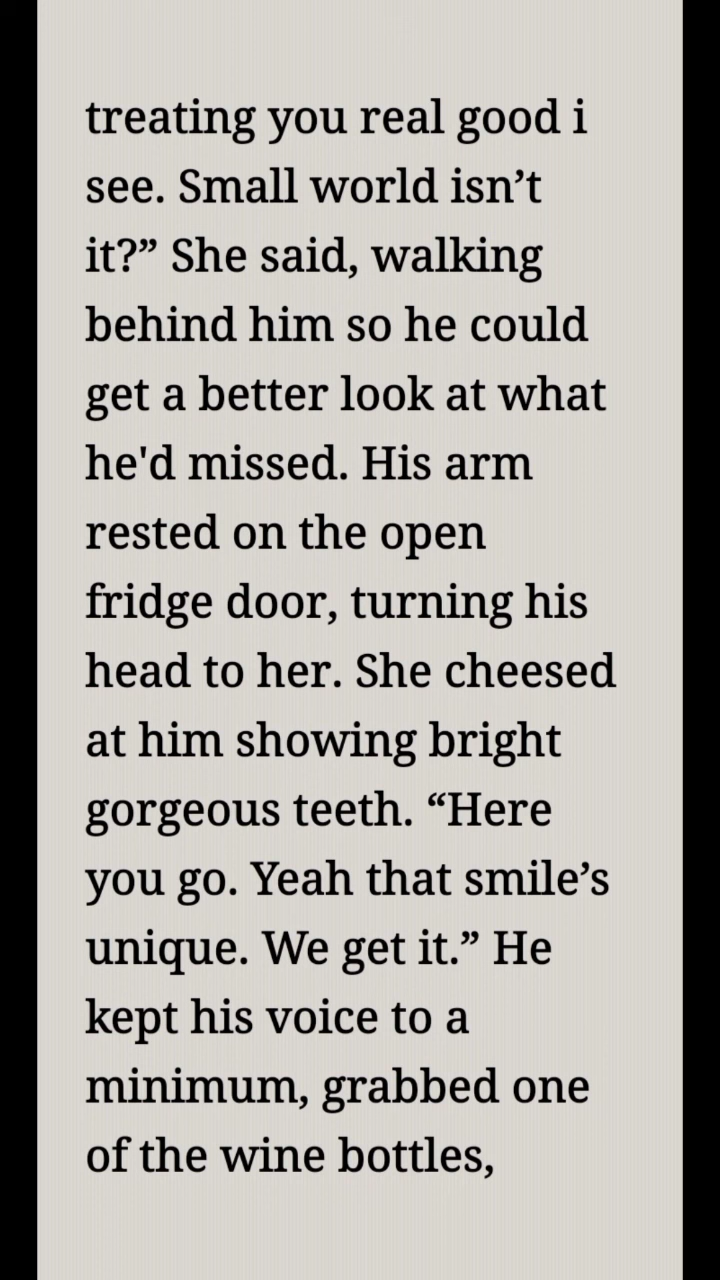 treating you real good i
see. Small world isn’t
it?” She said, walking
behind him so he could
get a better look at what
he'd missed. His arm
rested on the open
fridge door, turning his
head to her. She cheesed
at him showing bright
gorgeous teeth. “Here
you go. Yeah that smile’s
unique. We get it.” He
kept his voice to a
minimum, grabbed one
of the wine bottles,